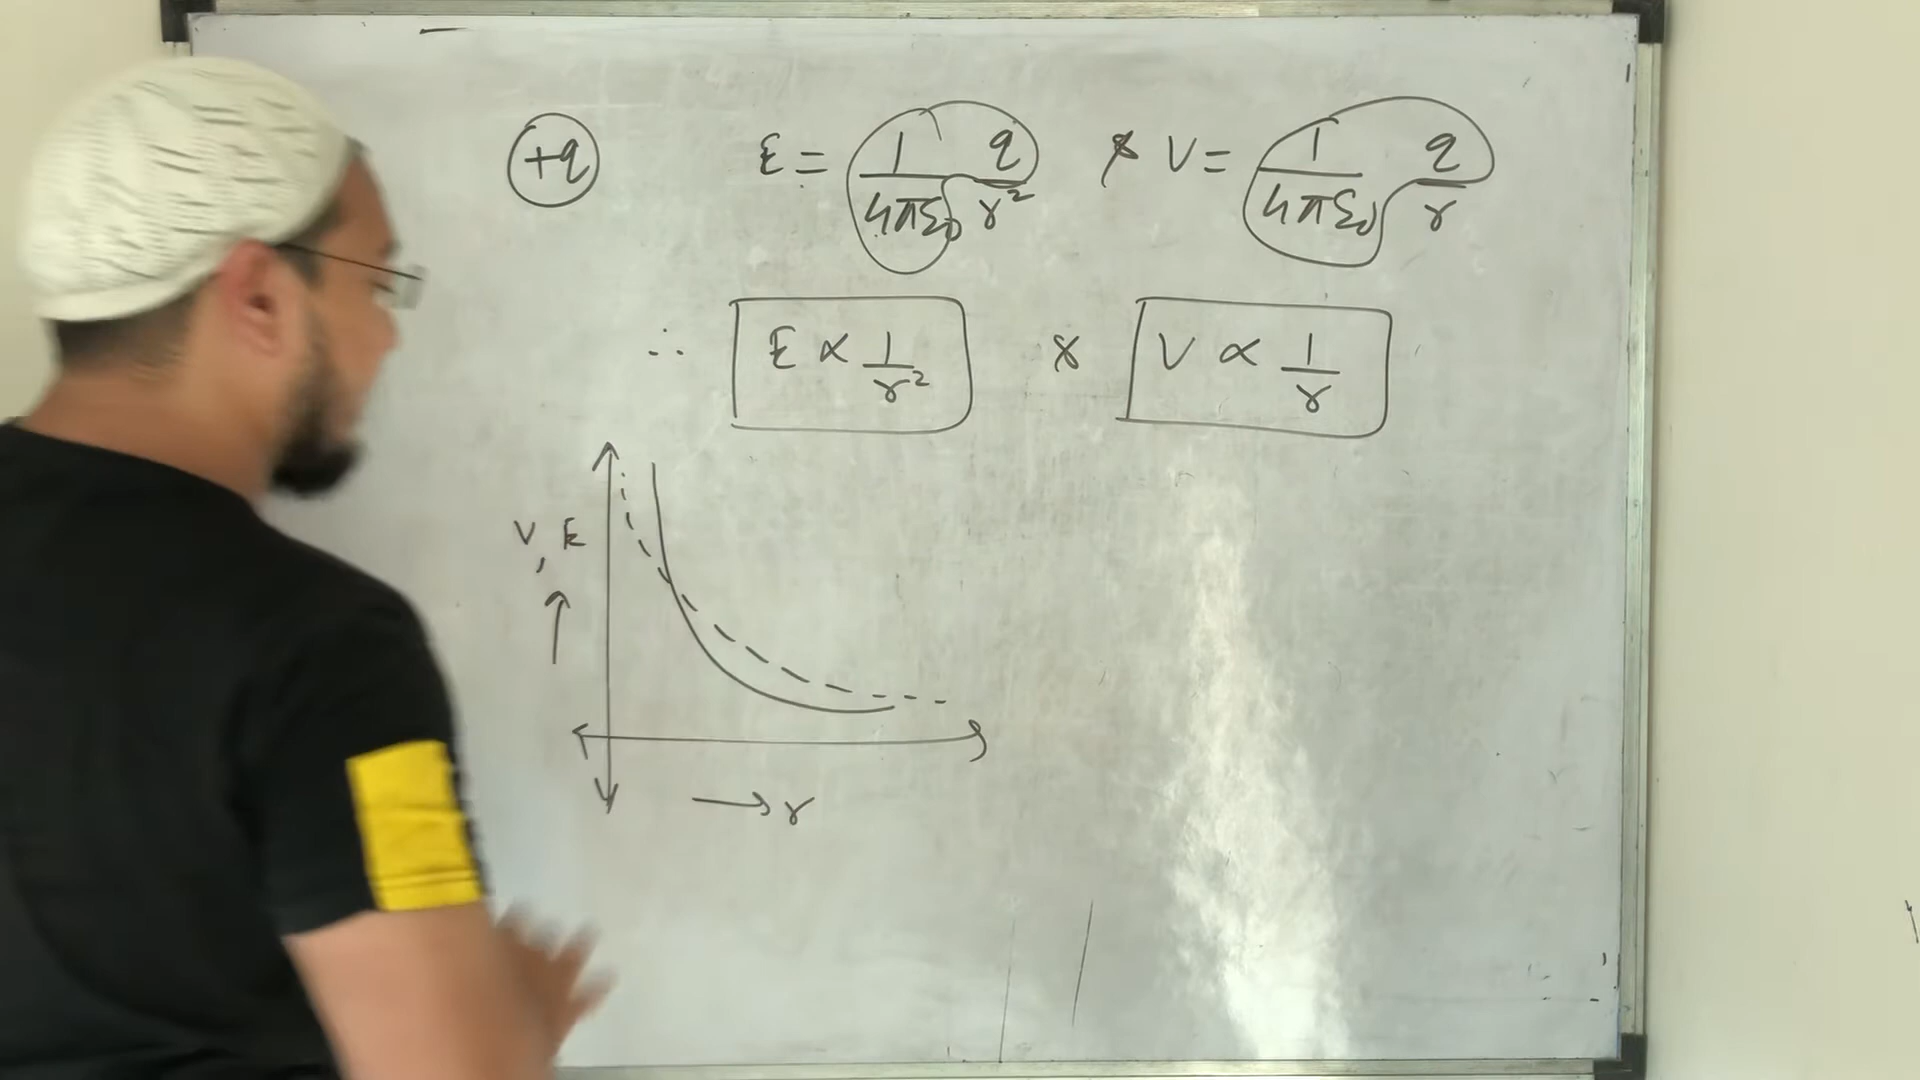 +q E = 1/4πε0 q/r² & V = 1/4πε0 q/r
∴ E ∝ 1/r² & V ∝ 1/r
V, E
→ r